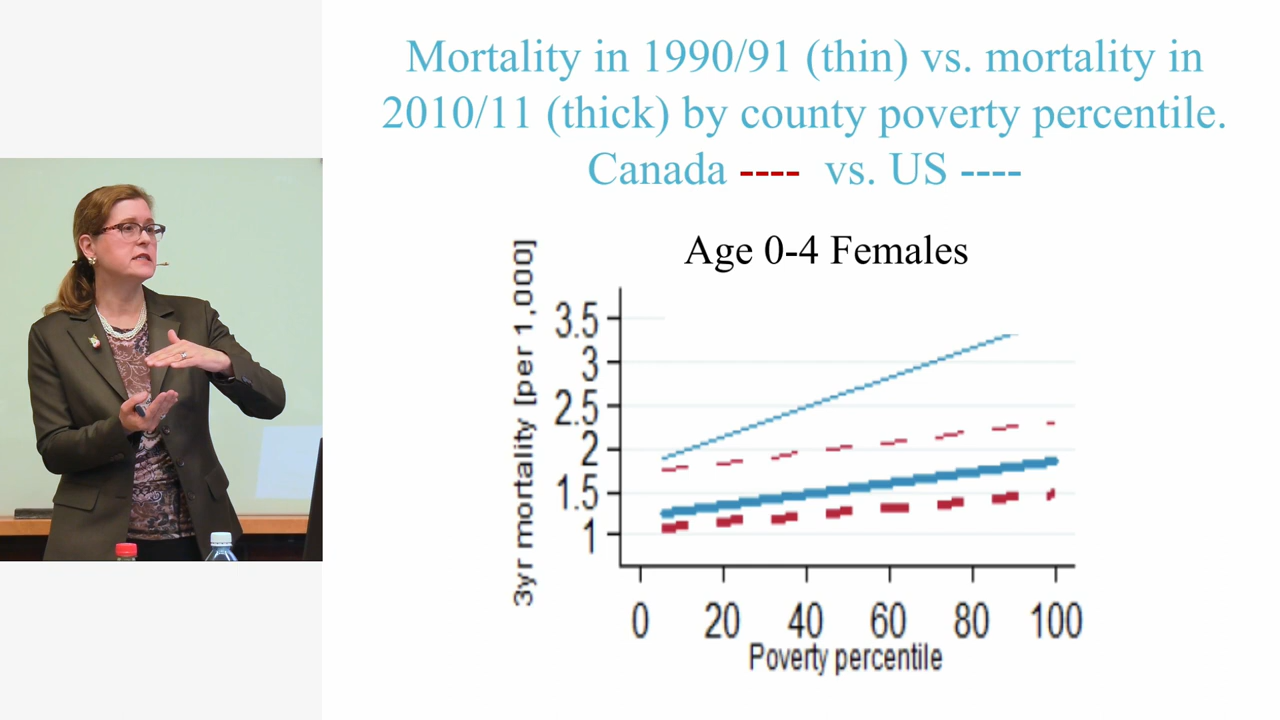 Mortality in 1990/91 (thin) vs. mortality in
2010/11 (thick) by county poverty percentile.
Canada ---- vs. US ----
Age 0-4 Females
3yr mortality [per 1,000]
3.5
3
2.5
2
1.5
1
0 20 40 60 80 100
Poverty percentile